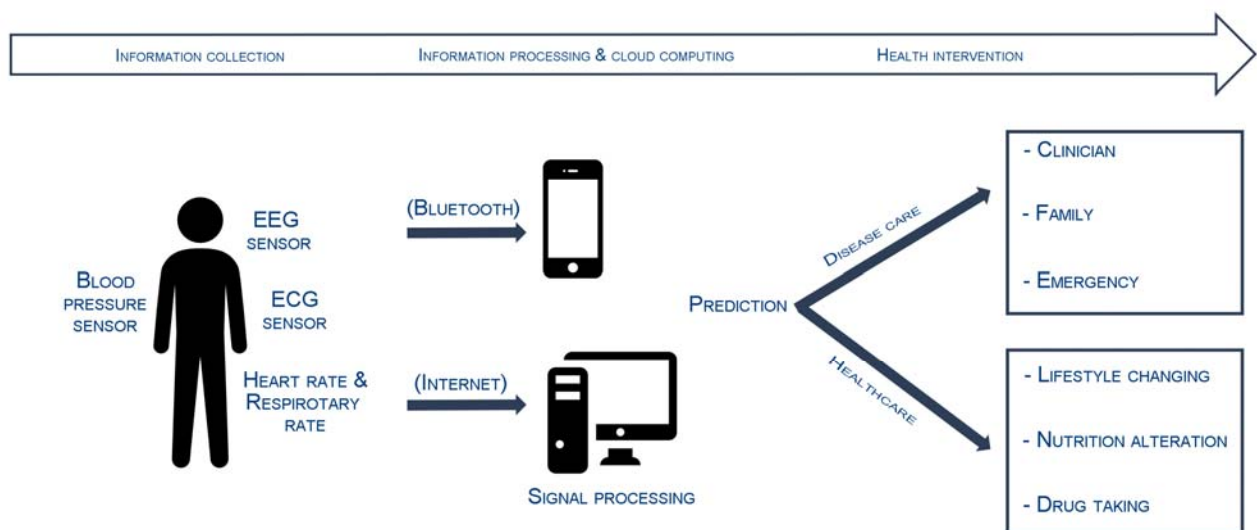 INFORMATION COLLECTION
INFORMATION PROCESSING & CLOUD COMPUTING
HEALTH INTERVENTION
EEG
SENSOR
BLOOD
PRESSURE
SENSOR
ECG
SENSOR
HEART RATE &
RESPIROTARY
RATE
(BLUETOOTH)
(INTERNET)
SIGNAL PROCESSING
PREDICTION
DISEASE CARE
HEALTHCARE
- CLINICIAN
- FAMILY
- EMERGENCY
- LIFESTYLE CHANGING
- NUTRITION ALTERATION
- DRUG TAKING